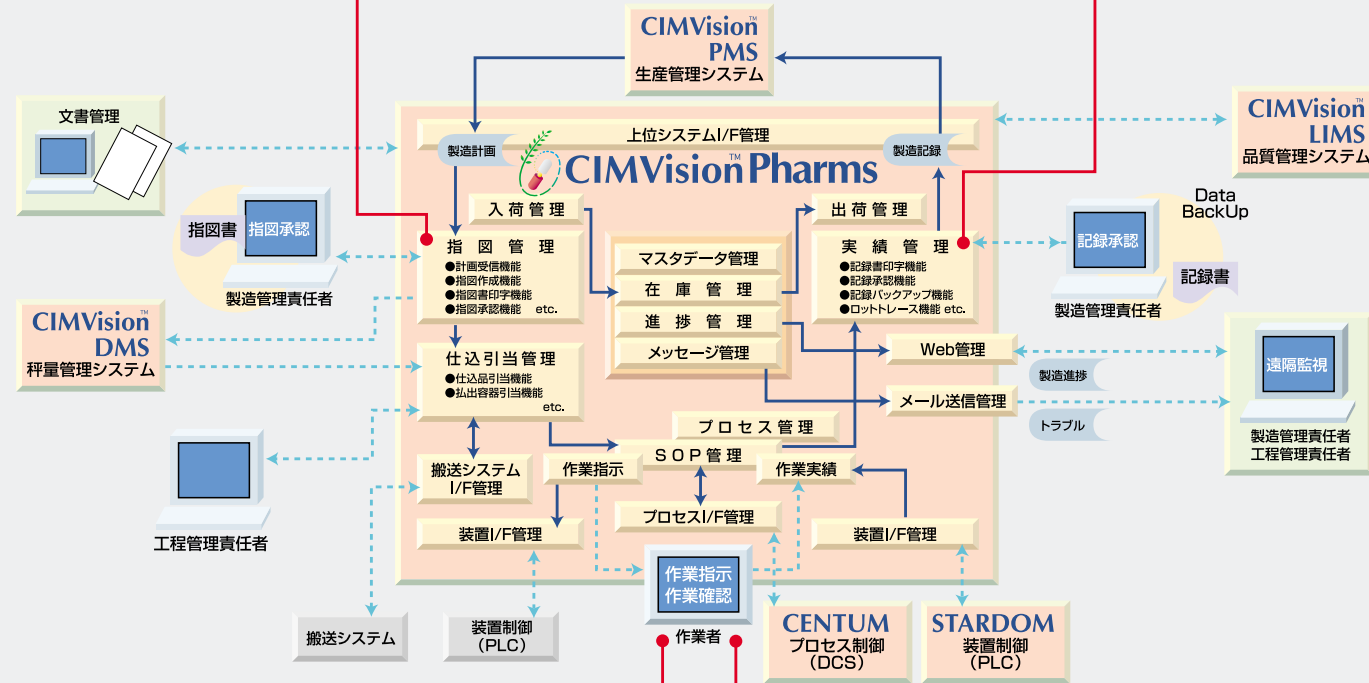 CIMVision™
PMS
生産管理システム
文書管理
上位システムI/F管理
製造計画
製造記録
CIMVision™ Pharms
CIMVision™
LIMS
品質管理システム
入荷管理
出荷管理
指図書
指図承認
製造管理責任者
指図管理
●計画受信機能
●指図作成機能
●指図書印字機能
●指図承認機能 etc.
マスタデータ管理
在庫管理
進捗管理
メッセージ管理
実績管理
●記録書印字機能
●記録承認機能
●記録バックアップ機能
●ロットトレース機能 etc.
Data
BackUp
記録承認
記録書
製造管理責任者
CIMVision™
DMS
秤量管理システム
仕込引当管理
●仕込品引当機能
●払出容器引当機能
etc.
Web管理
製造進捗
メール送信管理
トラブル
遠隔監視
製造管理責任者
工程管理責任者
プロセス管理
SOP管理
作業指示
作業実績
工程管理責任者
搬送システム
I/F管理
プロセスI/F管理
装置I/F管理
装置I/F管理
作業指示
作業確認
作業者
搬送システム
装置制御
(PLC)
CENTUM
プロセス制御
(DCS)
STARDOM
装置制御
(PLC)